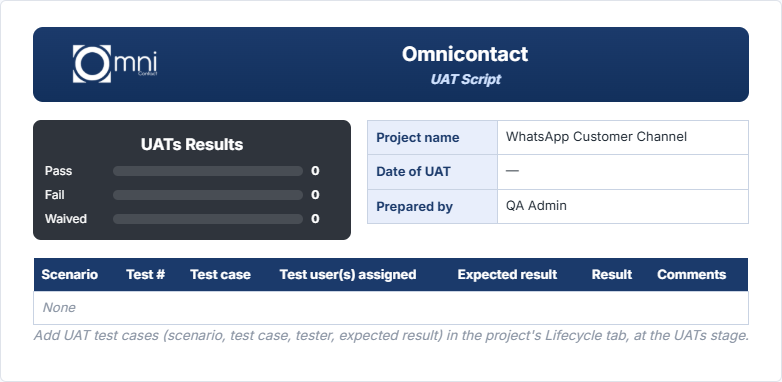 Omni
Contact
Omnicontact
UAT Script
UATs Results
Pass 0
Fail 0
Waived 0
Project name WhatsApp Customer Channel
Date of UAT —
Prepared by QA Admin
Scenario Test # Test case Test user(s) assigned Expected result Result Comments
None
Add UAT test cases (scenario, test case, tester, expected result) in the project's Lifecycle tab, at the UATs stage.